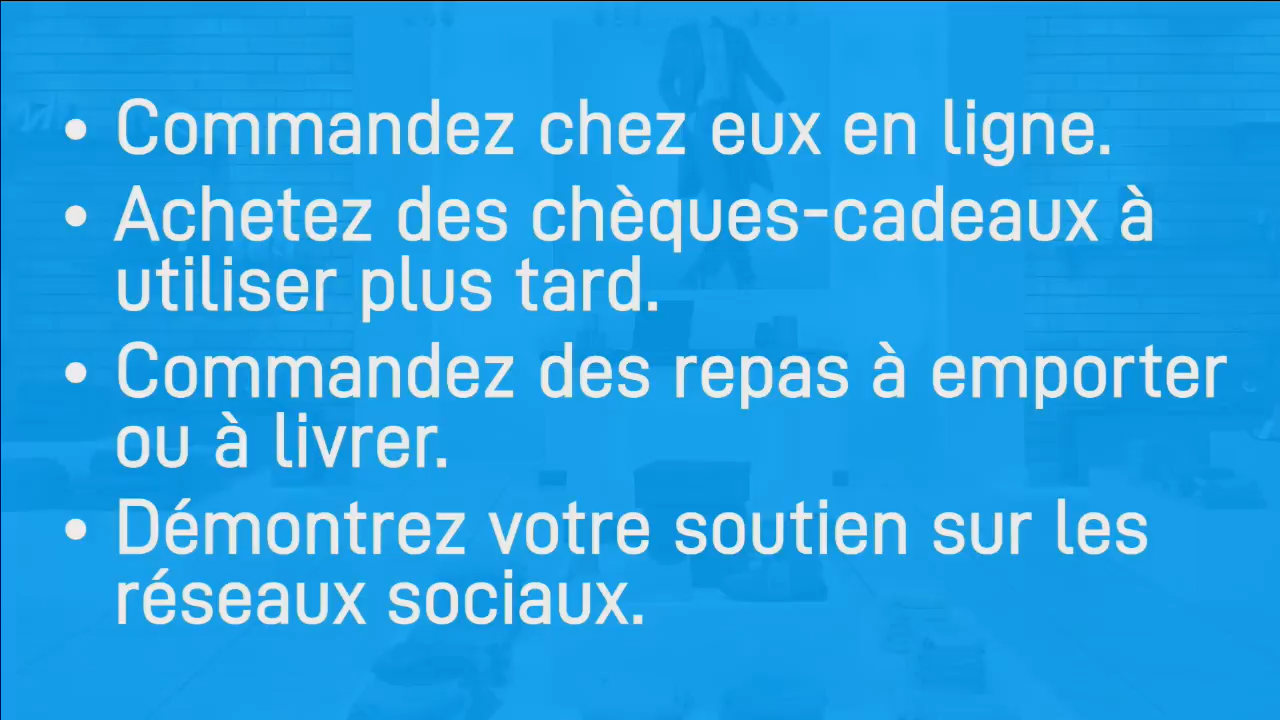 • Commandez chez eux en ligne.
• Achetez des chèques-cadeaux à
utiliser plus tard.
• Commandez des repas à emporter
ou à livrer.
• Démontrez votre soutien sur les
réseaux sociaux.